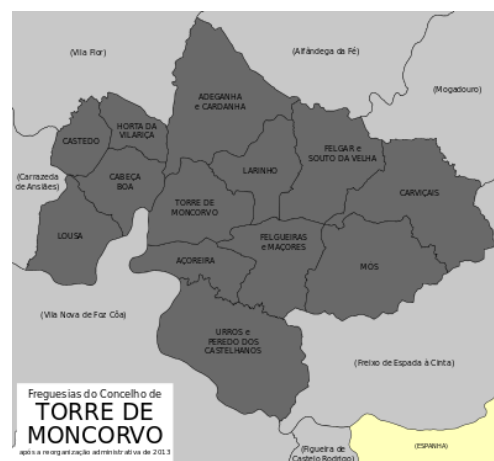 (Vila Flor)
(Alfândega da Fé)
(Mogadouro)
ADEGANHA
e CARDANHA
CASTEDO
HORTA DA
VILARIÇA
FELGAR e
SOUTO DA VELHA
LARINHO
(Carrazeda
de Ansiães)
CABEÇA
BOA
CARVIÇAIS
TORRE DE
MONCORVO
LOUSA
FELGUEIRAS
e MAÇORES
AÇOREIRA
MÓS
(Vila Nova de Foz Côa)
URROS e
PEREDO DOS
CASTELHANOS
(Freixo de Espada à Cinta)
Freguesias do Concelho de
TORRE DE
MONCORVO
após a reorganização administrativa de 2013
(Figueira de
Castelo Rodrigo)
(ESPANHA)